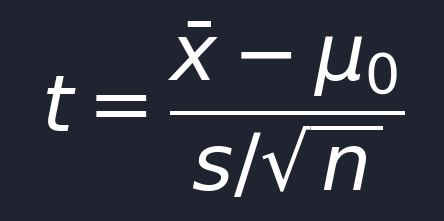 t = (x̄ − μ₀) / (s/√n)